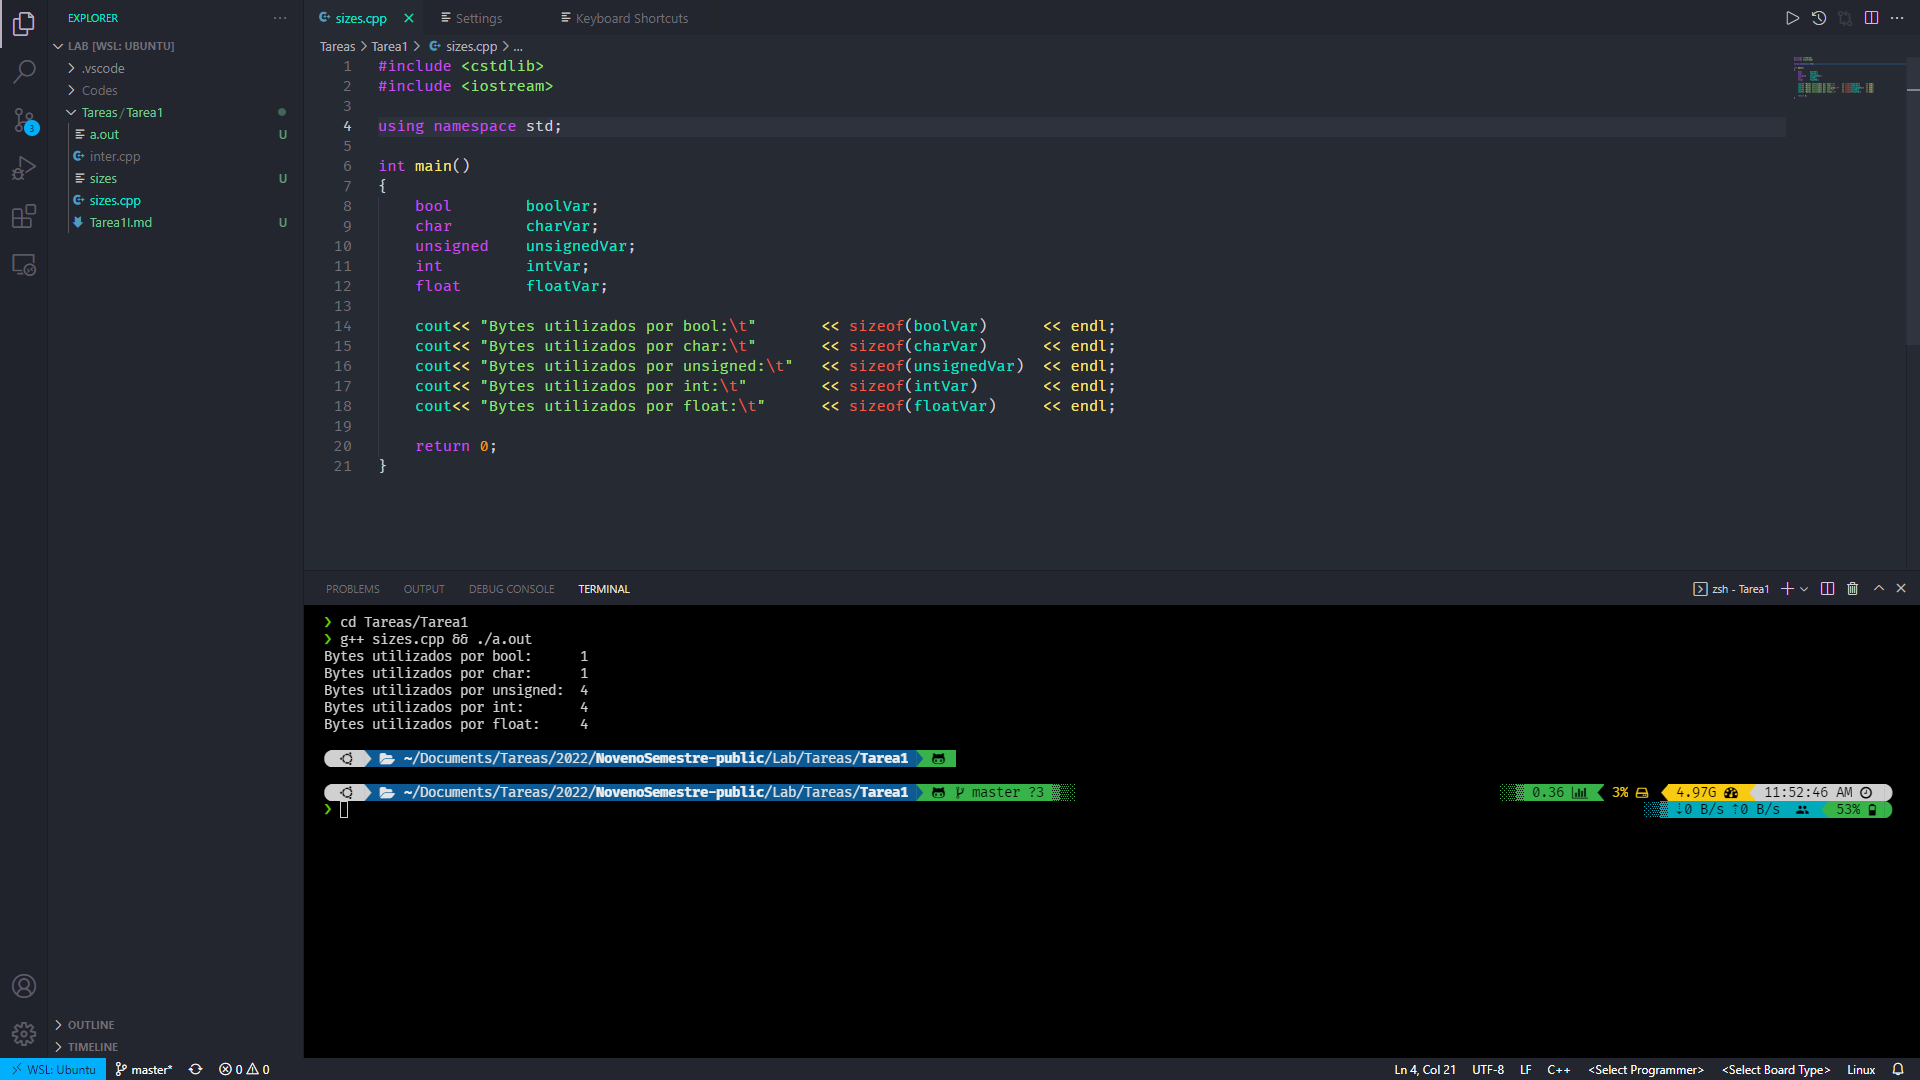 EXPLORER
LAB [WSL: UBUNTU]
.vscode
Codes
Tareas / Tarea1
a.out U
inter.cpp
sizes U
sizes.cpp
Tarea1I.md U
OUTLINE
TIMELINE
3
sizes.cpp Settings Keyboard Shortcuts
Tareas > Tarea1 > sizes.cpp > ...
1 #include <cstdlib>
2 #include <iostream>
3
4 using namespace std;
5
6 int main()
7 {
8 bool boolVar;
9 char charVar;
10 unsigned unsignedVar;
11 int intVar;
12 float floatVar;
13
14 cout<< "Bytes utilizados por bool:\t" << sizeof(boolVar) << endl;
15 cout<< "Bytes utilizados por char:\t" << sizeof(charVar) << endl;
16 cout<< "Bytes utilizados por unsigned:\t" << sizeof(unsignedVar) << endl;
17 cout<< "Bytes utilizados por int:\t" << sizeof(intVar) << endl;
18 cout<< "Bytes utilizados por float:\t" << sizeof(floatVar) << endl;
19
20 return 0;
21 }
PROBLEMS OUTPUT DEBUG CONSOLE TERMINAL zsh - Tarea1
❯ cd Tareas/Tarea1
❯ g++ sizes.cpp && ./a.out
Bytes utilizados por bool: 1
Bytes utilizados por char: 1
Bytes utilizados por unsigned: 4
Bytes utilizados por int: 4
Bytes utilizados por float: 4
~/Documents/Tareas/2022/NovenoSemestre-public/Lab/Tareas/Tarea1
~/Documents/Tareas/2022/NovenoSemestre-public/Lab/Tareas/Tarea1 master ?3 0.36 3% 4.97G 11:52:46 AM
❯ ↓0 B/s ↑0 B/s 53%
WSL: Ubuntu master* 0 0 Ln 4, Col 21 UTF-8 LF C++ <Select Programmer> <Select Board Type> Linux